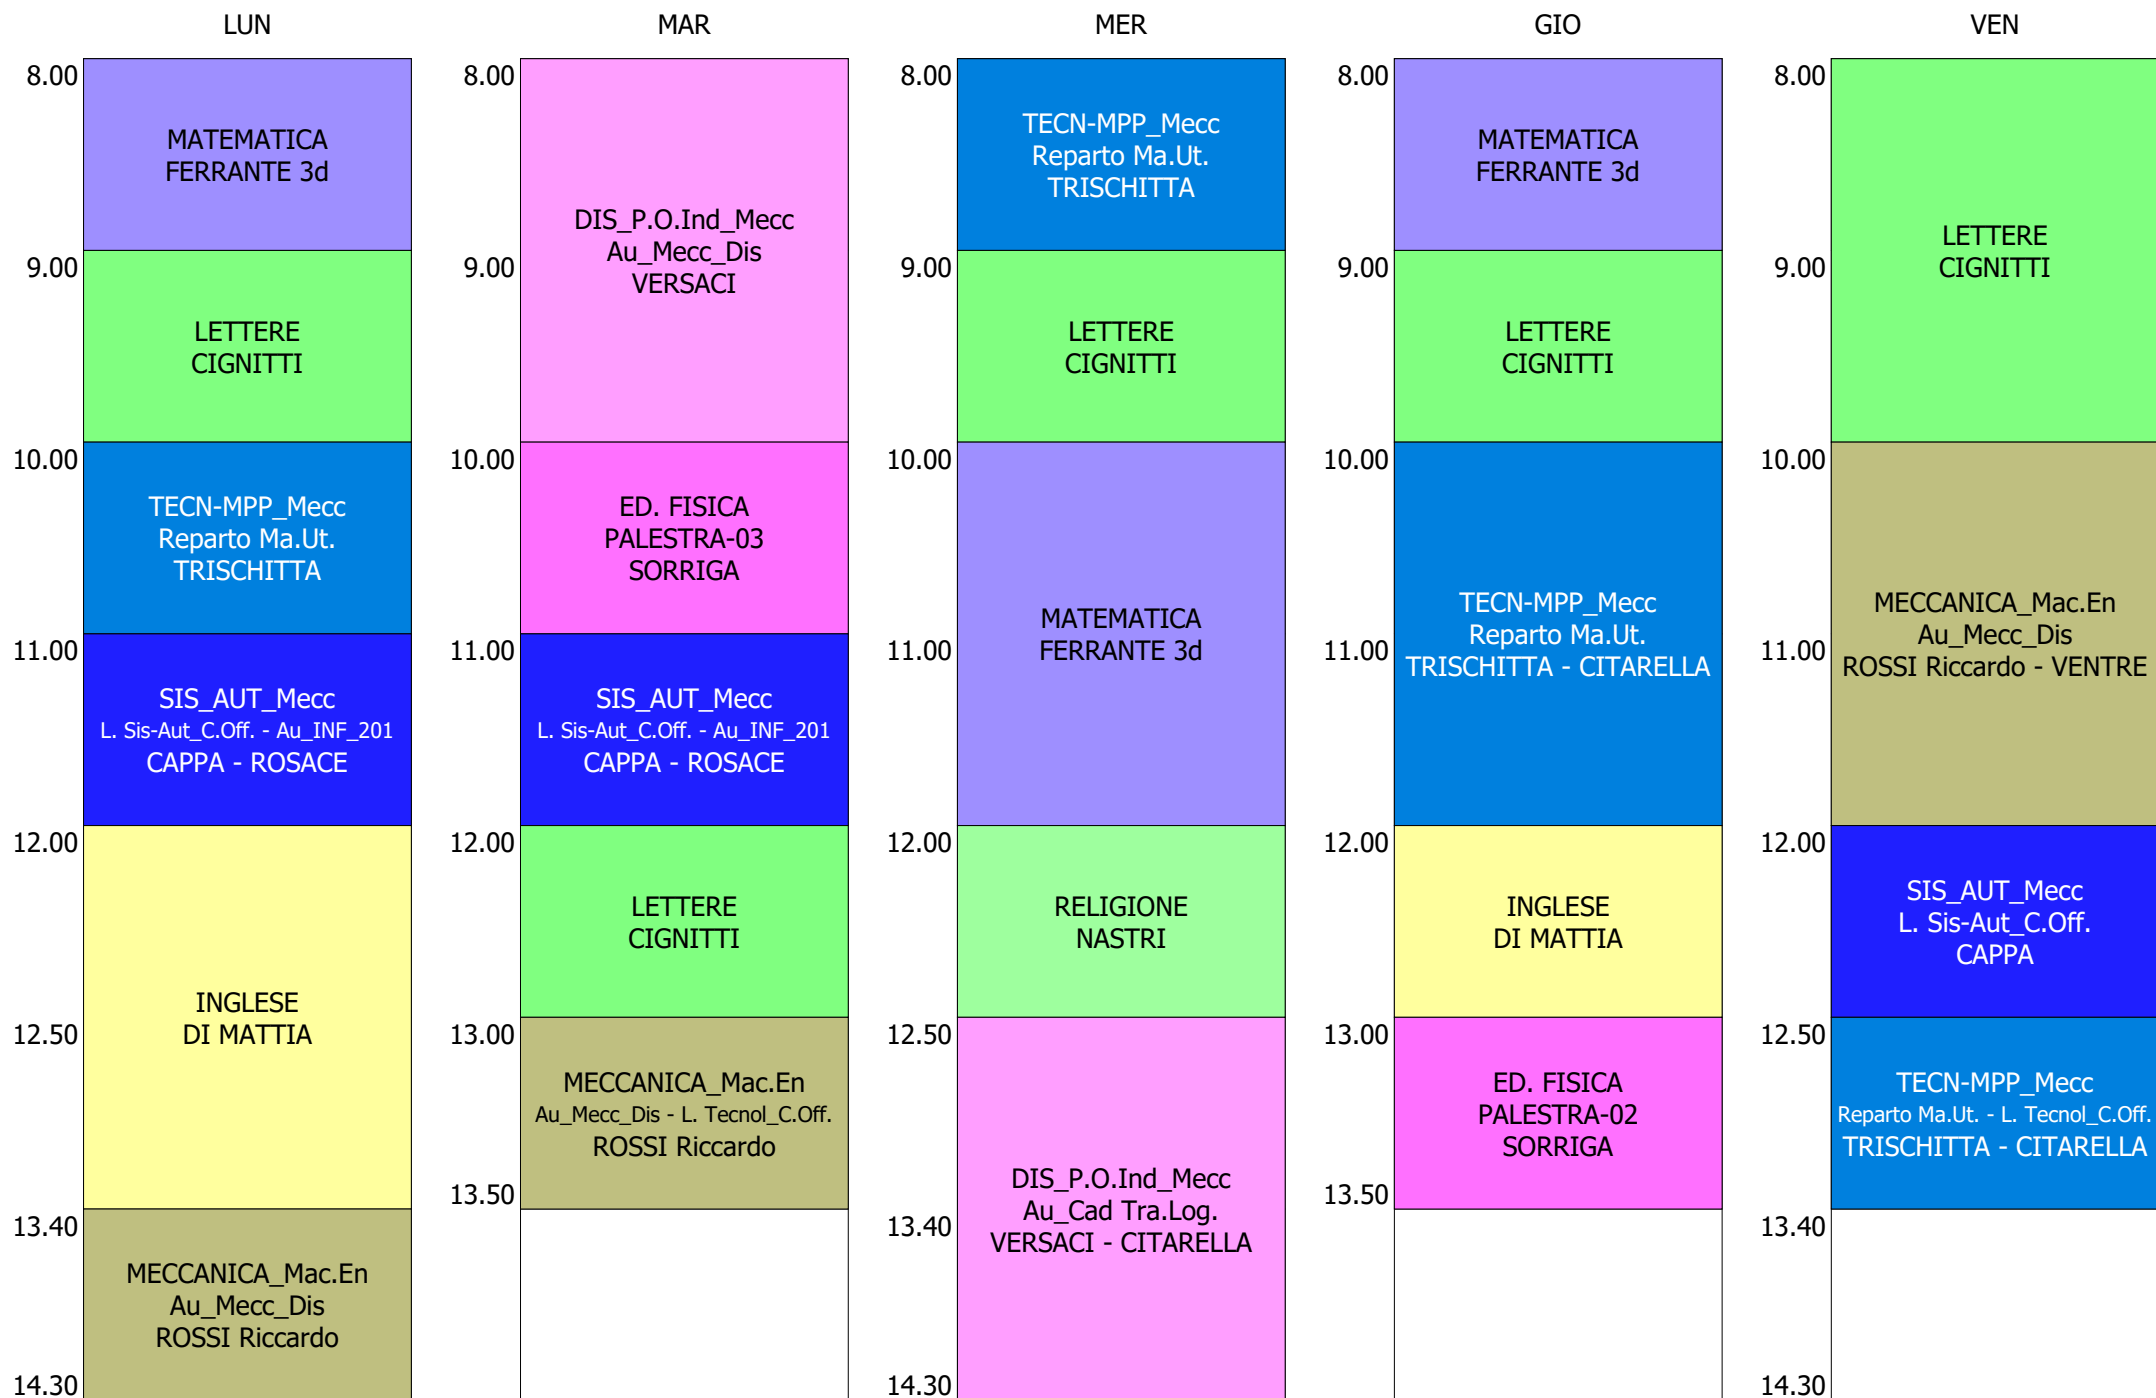 LUN
8.00
MATEMATICA
FERRANTE 3d
9.00
LETTERE
CIGNITTI
10.00
TECN-MPP_Mecc
Reparto Ma.Ut.
TRISCHITTA
11.00
SIS_AUT_Mecc
L. Sis-Aut_C.Off. - Au_INF_201
CAPPA - ROSACE
12.00
INGLESE
DI MATTIA
12.50
13.40
MECCANICA_Mac.En
Au_Mecc_Dis
ROSSI Riccardo
14.30
MAR
8.00
DIS_P.O.Ind_Mecc
Au_Mecc_Dis
VERSACI
9.00
10.00
ED. FISICA
PALESTRA-03
SORRIGA
11.00
SIS_AUT_Mecc
L. Sis-Aut_C.Off. - Au_INF_201
CAPPA - ROSACE
12.00
LETTERE
CIGNITTI
13.00
MECCANICA_Mac.En
Au_Mecc_Dis - L. Tecnol_C.Off.
ROSSI Riccardo
13.50
MER
8.00
TECN-MPP_Mecc
Reparto Ma.Ut.
TRISCHITTA
9.00
LETTERE
CIGNITTI
10.00
MATEMATICA
FERRANTE 3d
11.00
12.00
RELIGIONE
NASTRI
12.50
DIS_P.O.Ind_Mecc
Au_Cad Tra.Log.
VERSACI - CITARELLA
13.40
14.30
GIO
8.00
MATEMATICA
FERRANTE 3d
9.00
LETTERE
CIGNITTI
10.00
TECN-MPP_Mecc
Reparto Ma.Ut.
TRISCHITTA - CITARELLA
11.00
12.00
INGLESE
DI MATTIA
13.00
ED. FISICA
PALESTRA-02
SORRIGA
13.50
VEN
8.00
LETTERE
CIGNITTI
9.00
10.00
MECCANICA_Mac.En
Au_Mecc_Dis
ROSSI Riccardo - VENTRE
11.00
12.00
SIS_AUT_Mecc
L. Sis-Aut_C.Off.
CAPPA
12.50
TECN-MPP_Mecc
Reparto Ma.Ut. - L. Tecnol_C.Off.
TRISCHITTA - CITARELLA
13.40
14.30